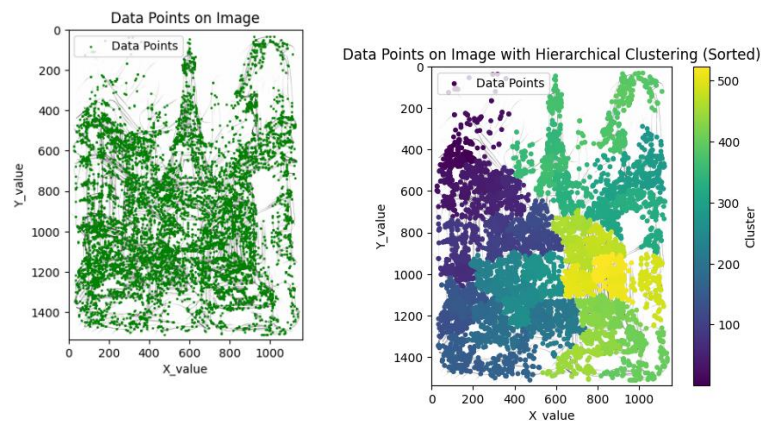 Data Points on Image
Data Points
0
200
400
600
800
1000
1200
1400
Y_value
0 200 400 600 800 1000
X_value
Data Points on Image with Hierarchical Clustering (Sorted)
Data Points
0
200
400
600
800
1000
1200
1400
Y_value
0 200 400 600 800 1000
X_value
500
400
300
200
100
Cluster